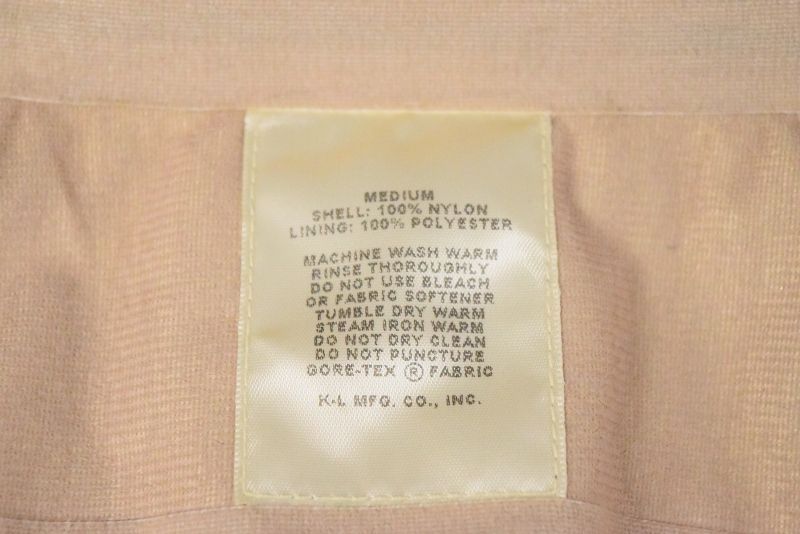 MEDIUM
SHELL: 100% NYLON
LINING: 100% POLYESTER
MACHINE WASH WARM
RINSE THOROUGHLY
DO NOT USE BLEACH
OR FABRIC SOFTENER
TUMBLE DRY WARM
STEAM IRON WARM
DO NOT DRY CLEAN
DO NOT PUNCTURE
GORE-TEX ® FABRIC
K-L MFG. CO., INC.